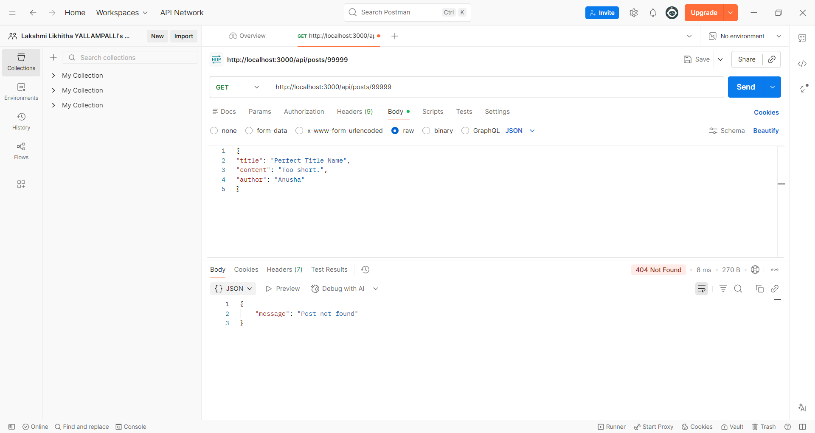 Home Workspaces API Network Search Postman Ctrl K Invite Upgrade
Lakshmi Likhitha YALLAMPALLI's ... New Import Overview GET http://localhost:3000/a No environment
Collections Search collections http://localhost:3000/api/posts/99999 Save Share
My Collection
GET http://localhost:3000/api/posts/99999 Send
My Collection
Environments
My Collection
Docs Params Authorization Headers (9) Body Scripts Tests Settings Cookies
History
none form-data x-www-form-urlencoded raw binary GraphQL JSON Schema Beautify
1 {
Flows
2 "title": "Perfect Title Name",
3 "content": "Too short.",
4 "author": "Anusha"
5 }
Body Cookies Headers (7) Test Results 404 Not Found 6 ms 270 B
{} JSON Preview Debug with AI
1 {
2 "message": "Post not found"
3 }
Online Find and replace Console Runner Start Proxy Cookies Vault Trash